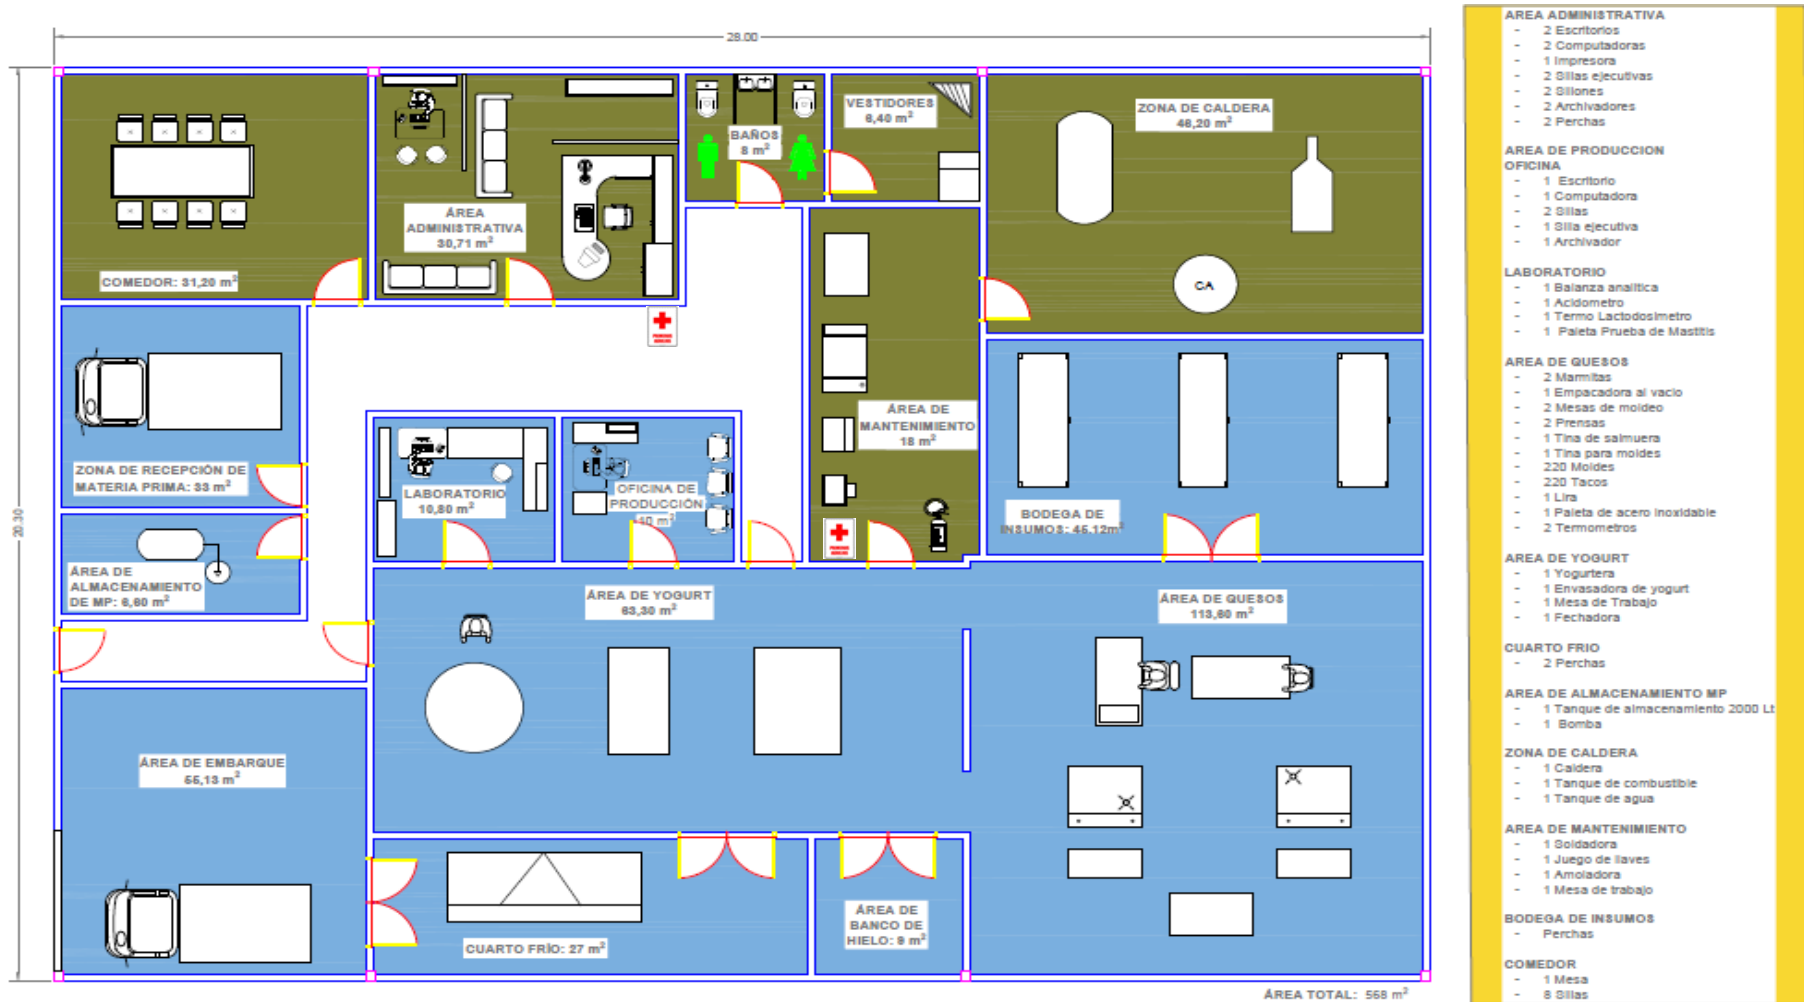 28.00
20.30
COMEDOR: 31,20 m²
ÁREA
ADMINISTRATIVA
30,71 m²
BAÑOS
8 m²
VESTIDORES
6,40 m²
ZONA DE CALDERA
46,20 m²
CA
ZONA DE RECEPCIÓN DE
MATERIA PRIMA: 33 m²
ÁREA DE
ALMACENAMIENTO
DE MP: 6,60 m²
LABORATORIO
10,80 m²
OFICINA DE
PRODUCCIÓN
10 m²
ÁREA DE
MANTENIMIENTO
18 m²
BODEGA DE
INSUMOS: 45,12m²
ÁREA DE YOGURT
63,30 m²
ÁREA DE QUESOS
113,60 m²
ÁREA DE EMBARQUE
55,13 m²
CUARTO FRÍO: 27 m²
ÁREA DE
BANCO DE
HIELO: 9 m²
ÁREA TOTAL: 568 m²
AREA ADMINISTRATIVA
- 2 Escritorios
- 2 Computadoras
- 1 Impresora
- 2 Sillas ejecutivas
- 2 Sillones
- 2 Archivadores
- 2 Perchas
AREA DE PRODUCCION
OFICINA
- 1 Escritorio
- 1 Computadora
- 2 Sillas
- 1 Silla ejecutiva
- 1 Archivador
LABORATORIO
- 1 Balanza analitica
- 1 Acidometro
- 1 Termo Lactodosimetro
- 1 Paleta Prueba de Mastitis
AREA DE QUESOS
- 2 Marmitas
- 1 Empacadora al vacio
- 2 Mesas de moldeo
- 2 Prensas
- 1 Tina de salmuera
- 1 Tina para moldes
- 220 Moldes
- 220 Tacos
- 1 Lira
- 1 Paleta de acero inoxidable
- 2 Termometros
AREA DE YOGURT
- 1 Yogurtera
- 1 Envasadora de yogurt
- 1 Mesa de Trabajo
- 1 Fechadora
CUARTO FRIO
- 2 Perchas
AREA DE ALMACENAMIENTO MP
- 1 Tanque de almacenamiento 2000 Lt
- 1 Bomba
ZONA DE CALDERA
- 1 Caldera
- 1 Tanque de combustible
- 1 Tanque de agua
AREA DE MANTENIMIENTO
- 1 Soldadora
- 1 Juego de llaves
- 1 Amoladora
- 1 Mesa de trabajo
BODEGA DE INSUMOS
- Perchas
COMEDOR
- 1 Mesa
- 8 Sillas